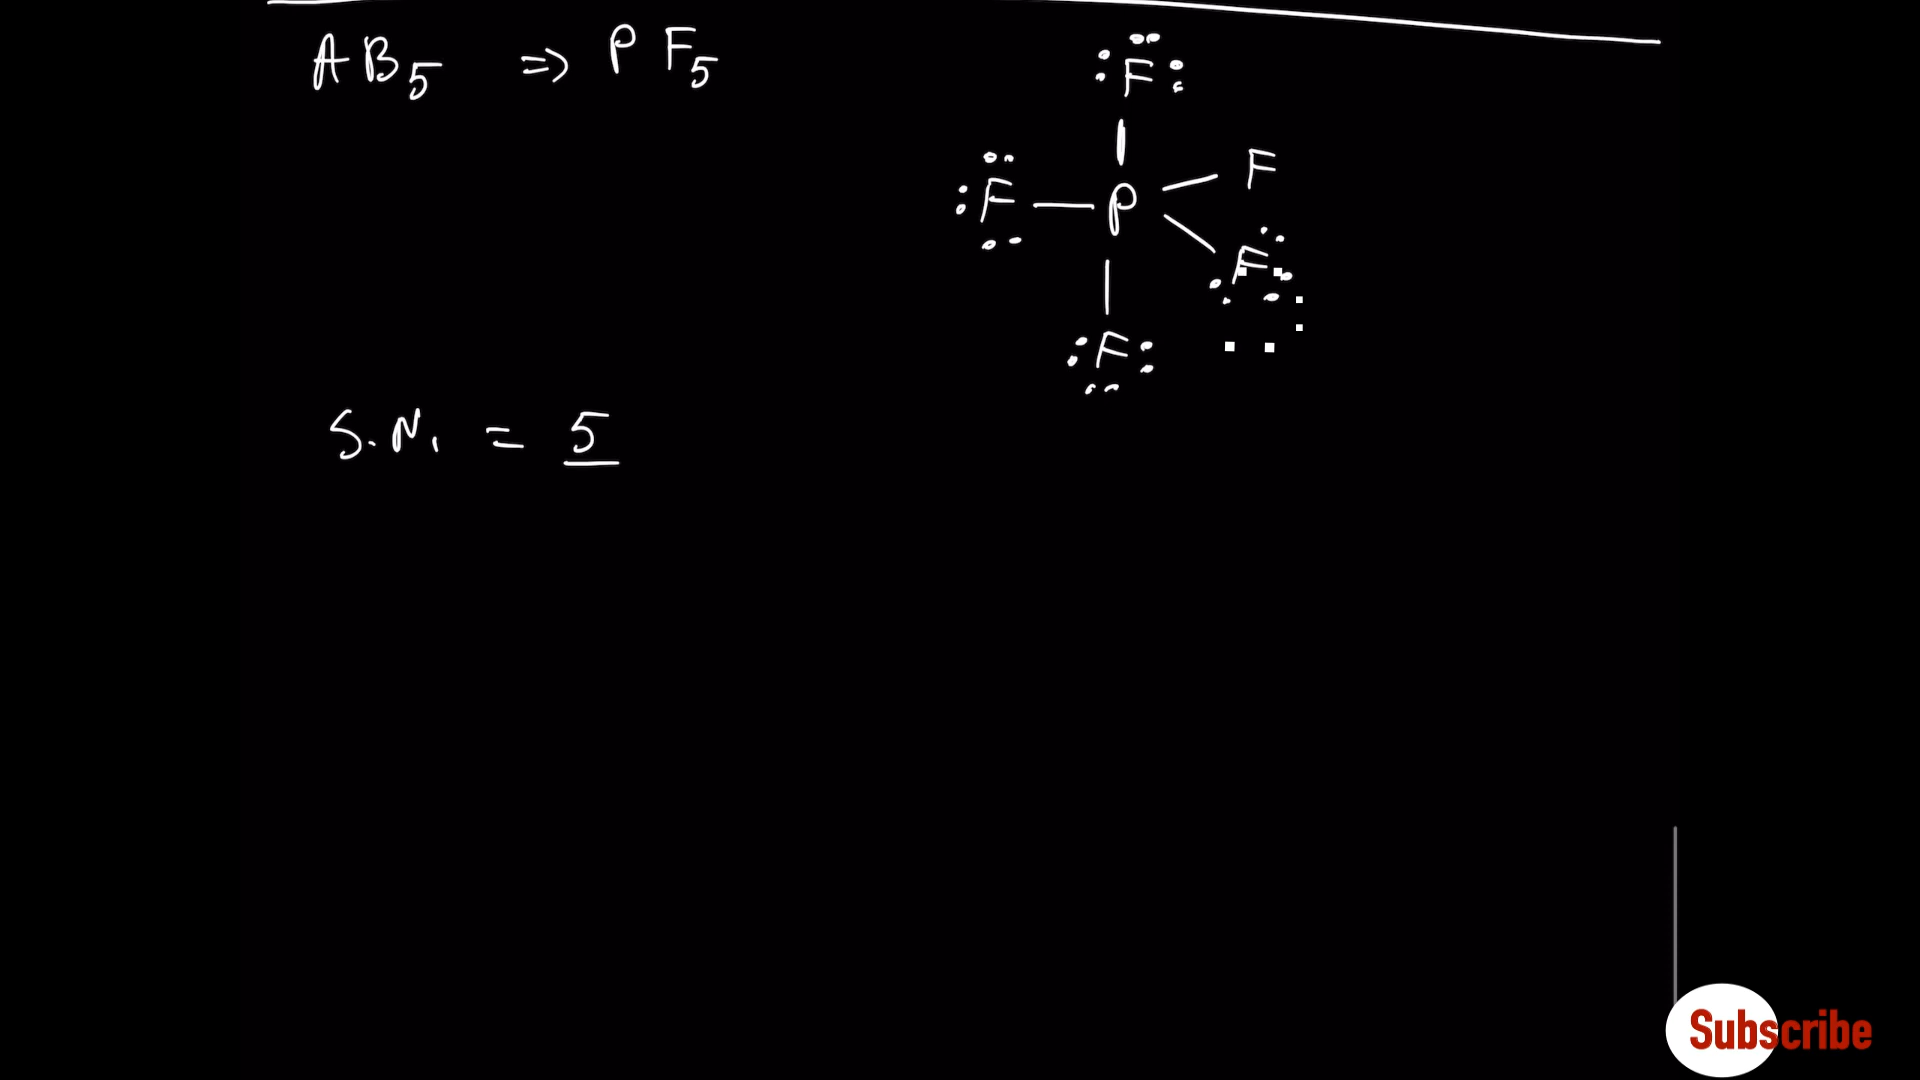 AB5 => PF5
F
F
F — P
F
F
S.N. = 5
Subscribe